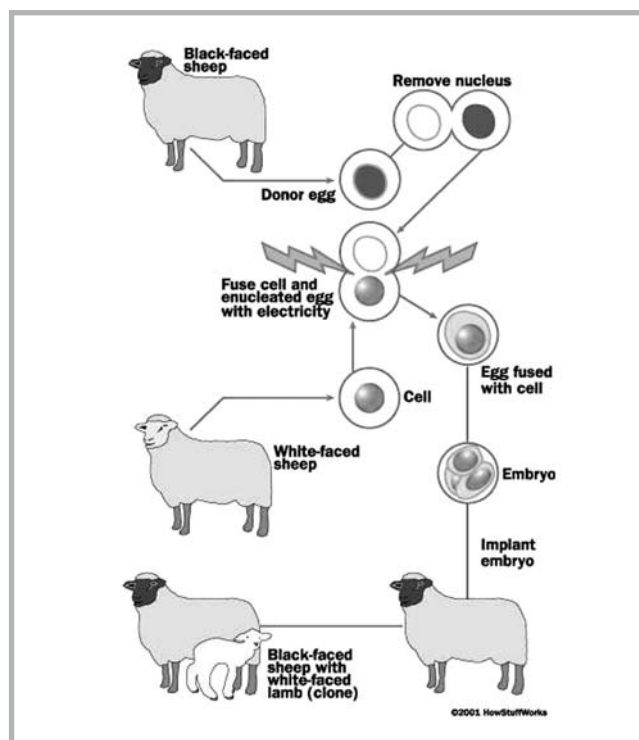 Black-faced
sheep
Remove nucleus
Donor egg
Fuse cell and
enucleated egg
with electricity
Egg fused
with cell
Cell
White-faced
sheep
Embryo
Implant
embryo
Black-faced
sheep with
white-faced
lamb (clone)
©2001 HowStuffWorks